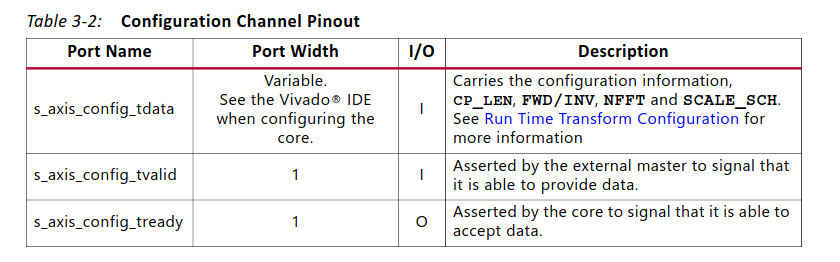 Table 3-2: Configuration Channel Pinout
Port Name Port Width I/O Description
s_axis_config_tdata
Variable.
See the Vivado® IDE
when configuring the
core.
I
Carries the configuration information,
CP_LEN, FWD/INV, NFFT and SCALE_SCH.
See Run Time Transform Configuration for
more information
s_axis_config_tvalid
1
I
Asserted by the external master to signal that
it is able to provide data.
s_axis_config_tready
1
O
Asserted by the core to signal that it is able to
accept data.